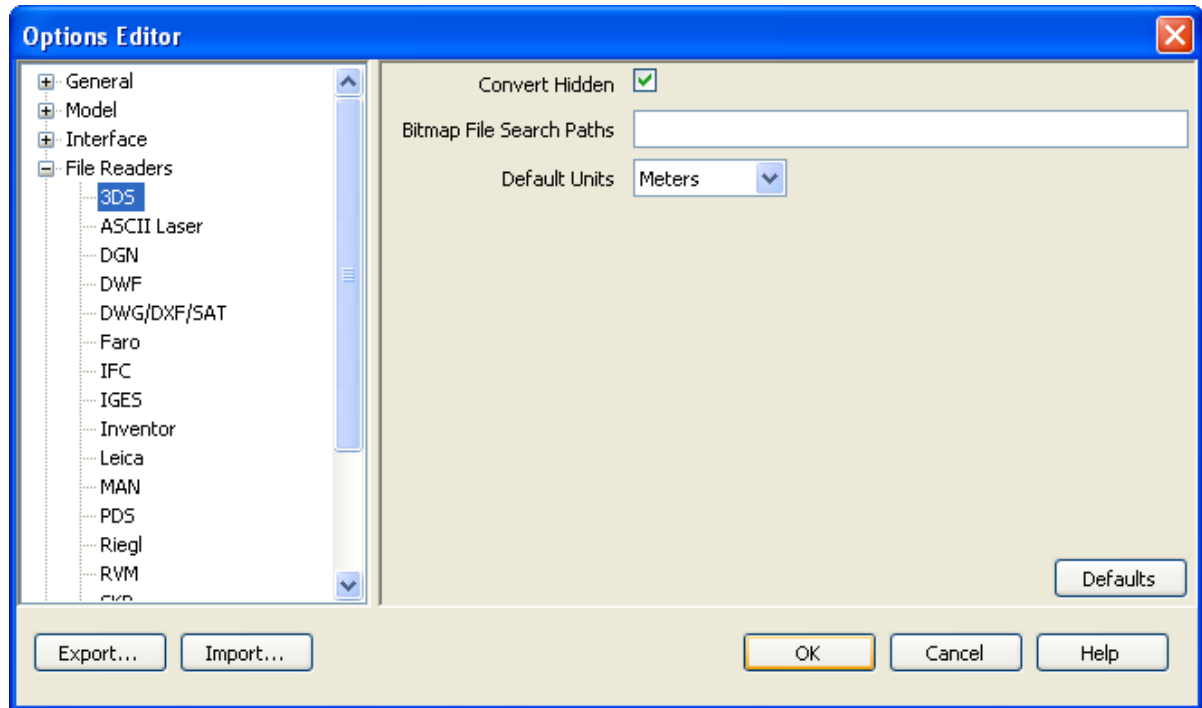 Options Editor
General
Model
Interface
File Readers
3DS
ASCII Laser
DGN
DWF
DWG/DXF/SAT
Faro
IFC
IGES
Inventor
Leica
MAN
PDS
Riegl
RVM
Convert Hidden
Bitmap File Search Paths
Default Units Meters
Defaults
Export... Import... OK Cancel Help